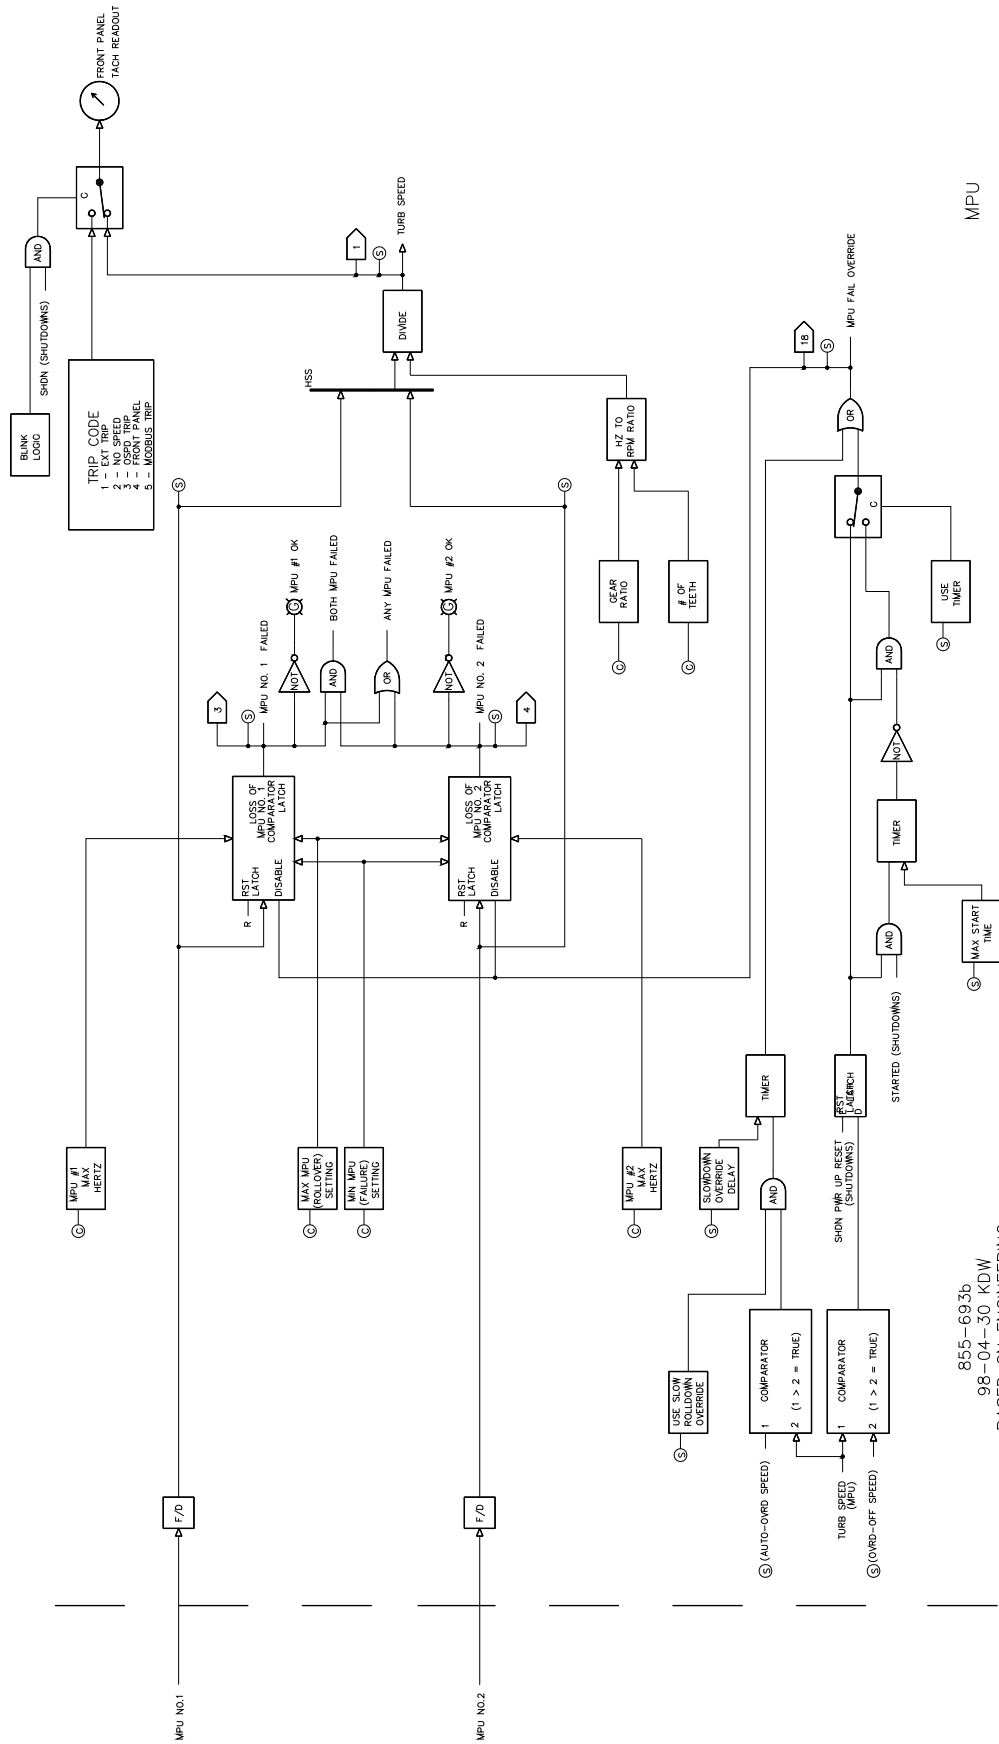 MPU NO.1
MPU NO.2
F/D
F/D
MPU #1
MAX
HERTZ
C
MAX MPU
(ROLLOVER)
SETTING
C
MIN MPU
(FAILURE)
SETTING
C
MPU #2
MAX
HERTZ
C
R
RST
LATCH
DISABLE
LOSS OF
MPU NO. 1
COMPARATOR
LATCH
R
RST
LATCH
DISABLE
LOSS OF
MPU NO. 2
COMPARATOR
LATCH
3
S
MPU NO. 1 FAILED
NOT
G
MPU #1 OK
AND
BOTH MPU FAILED
OR
ANY MPU FAILED
NOT
G
MPU #2 OK
MPU NO. 2 FAILED
S
4
S
S
HSS
GEAR
RATIO
C
# OF
TEETH
C
HZ TO
RPM RATIO
DIVIDE
1
S
TURB SPEED
BLINK
LOGIC
SHDN (SHUTDOWNS)
AND
TRIP CODE
1 - EXT TRIP
2 - NO SPEED
3 - OSPD TRIP
4 - FRONT PANEL
5 - MODBUS TRIP
C
FRONT PANEL
TACH READOUT
USE SLOW
ROLLDOWN
OVERRIDE
S
S (AUTO-OVRD SPEED)
1 COMPARATOR
2 (1 > 2 = TRUE)
TURB SPEED
(MPU)
S (OVRD-OFF SPEED)
1 COMPARATOR
2 (1 > 2 = TRUE)
SLOWDOWN
OVERRIDE
DELAY
S
AND
TIMER
SHDN PWR UP RESET
(SHUTDOWNS)
RST
LATCH
D
STARTED (SHUTDOWNS)
AND
MAX START
TIME
S
TIMER
NOT
AND
USE
TIMER
S
C
OR
18
S
MPU FAIL OVERRIDE
855-693b
98-04-30 KDW
MPU